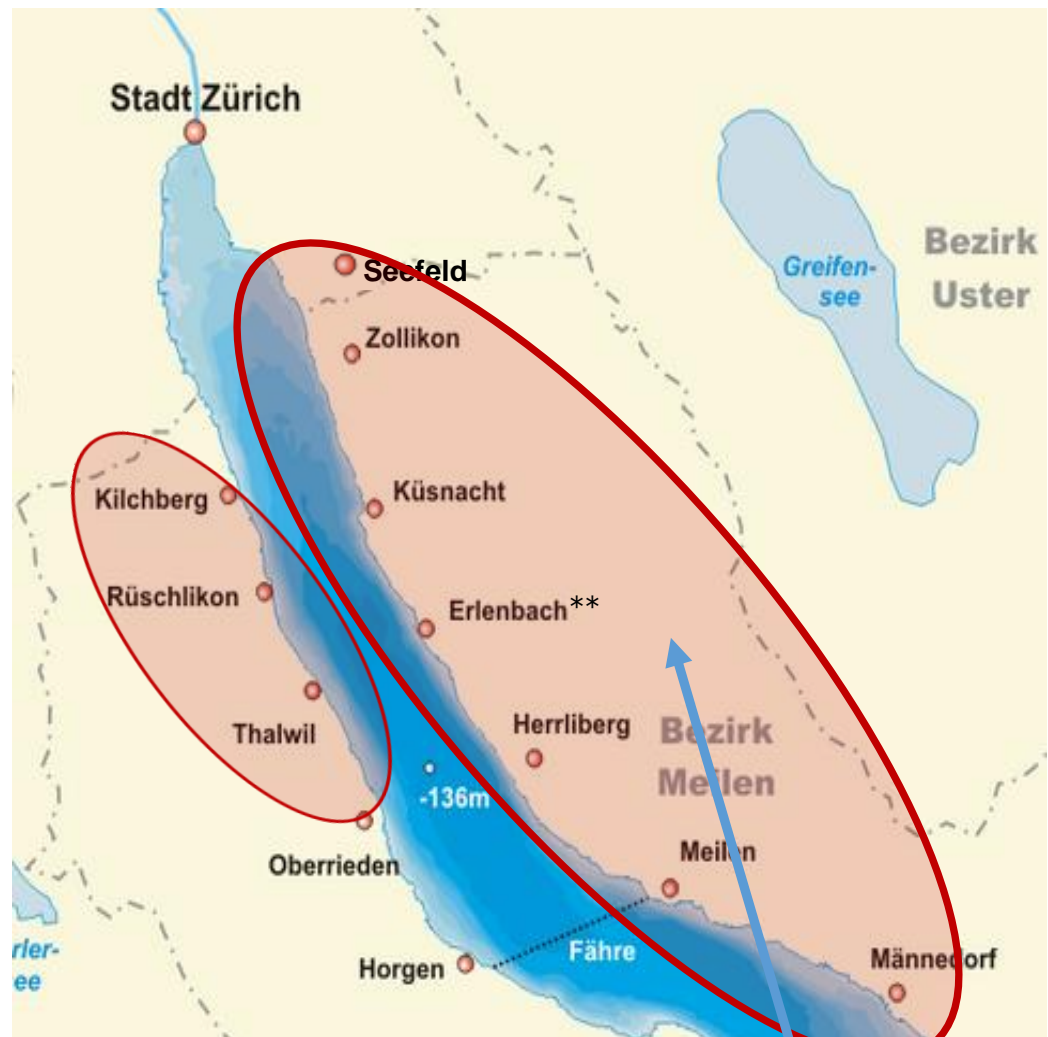 Stadt Zürich
Bezirk
Uster
Greifen-
see
Seefeld
Zollikon
Kilchberg
Küsnacht
Rüschlikon
Erlenbach**
Thalwil
Herrliberg
Bezirk
Meilen
-136m
Oberrieden
Meilen
Fähre
Horgen
Männedorf
rler-
ee